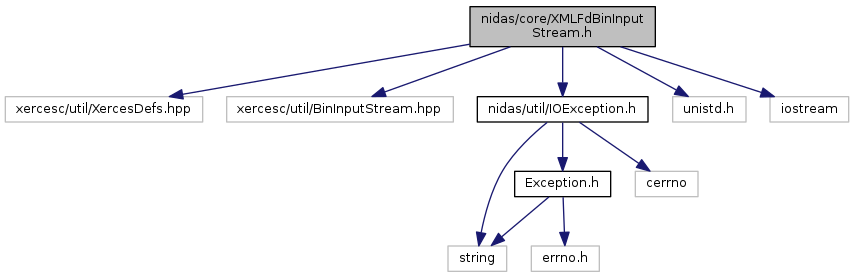 nidas/core/XMLFdBinInput
Stream.h
xercesc/util/XercesDefs.hpp
xercesc/util/BinInputStream.hpp
nidas/util/IOException.h
unistd.h
iostream
Exception.h
cerrno
string
errno.h